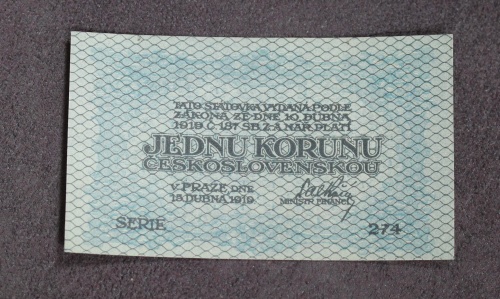 TATO STÁTOVKA VYDANÁ PODLE
ZÁKONA ZE DNE 10. DUBNA
1919 Č. 187 SB. Z. A NAŘ. PLATÍ
JEDNU KORUNU
ČESKOSLOVENSKOU
V PRAZE DNE
15. DUBNA 1919
MINISTR FINANCÍ
SERIE 274